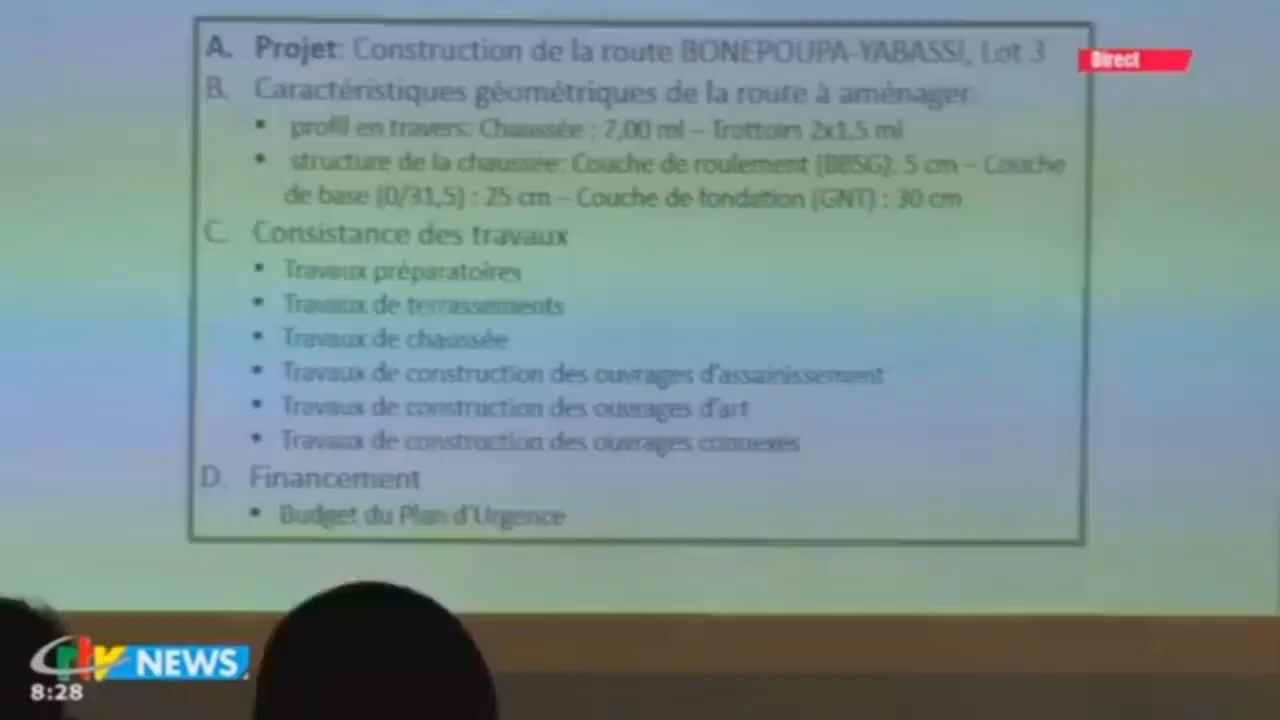 A. Projet: Construction de la route BONEPOUPA-YABASSI, Lot 3
Direct
B. Caractéristiques géométriques de la route à aménager
▪ profil en travers: Chaussée : 7,00 ml – Trottoirs 2x1,5 ml
▪ structure de la chaussée: Couche de roulement (BBSG): 5 cm – Couche
de base (0/31,5) : 25 cm – Couche de fondation (GNT) : 30 cm
C. Consistance des travaux
▪ Travaux préparatoires
▪ Travaux de terrassements
▪ Travaux de chaussée
▪ Travaux de construction des ouvrages d'assainissement
▪ Travaux de construction des ouvrages d'art
▪ Travaux de construction des ouvrages connexes
D. Financement
▪ Budget du Plan d'Urgence
crtv NEWS
8:28